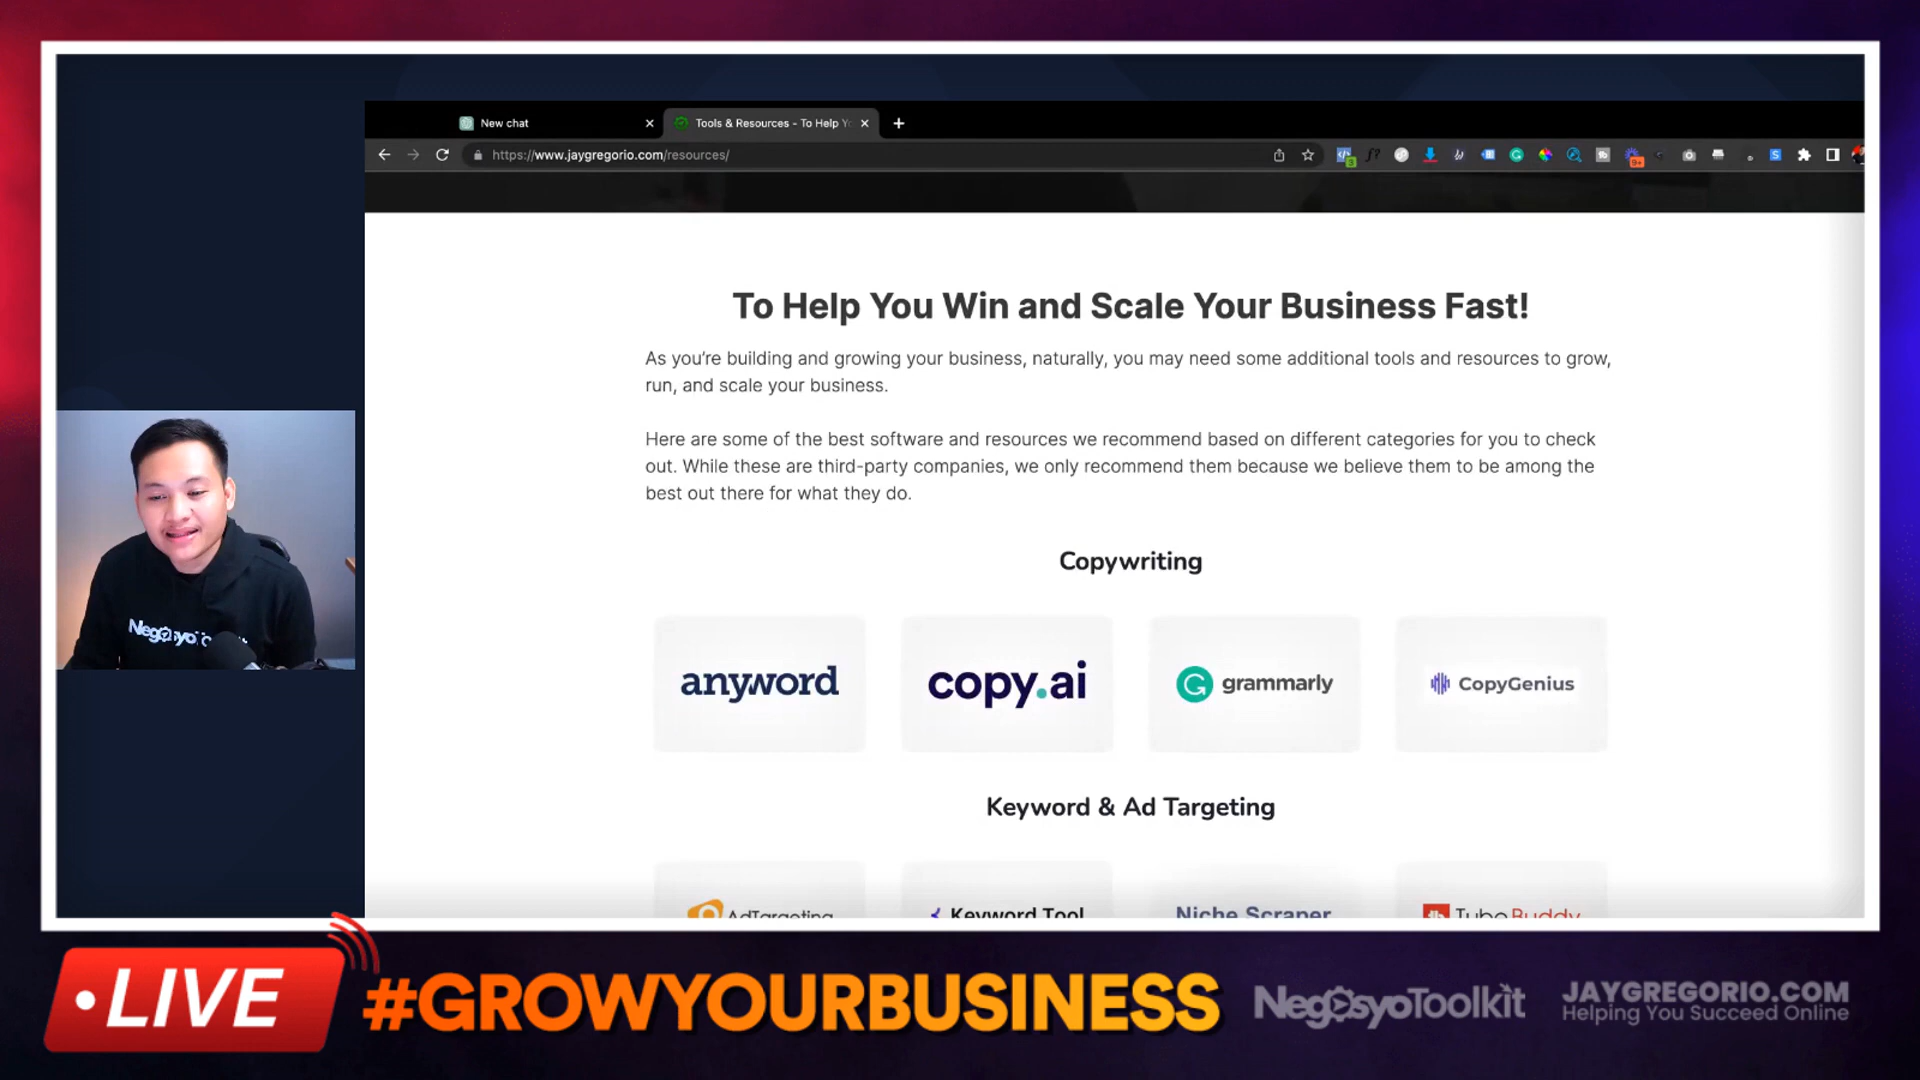 New chat
Tools & Resources - To Help Y
https://www.jaygregorio.com/resources/
To Help You Win and Scale Your Business Fast!
As you're building and growing your business, naturally, you may need some additional tools and resources to grow,
run, and scale your business.
Here are some of the best software and resources we recommend based on different categories for you to check
out. While these are third-party companies, we only recommend them because we believe them to be among the
best out there for what they do.
Copywriting
anyword
copy.ai
grammarly
CopyGenius
Keyword & Ad Targeting
AdTargeting
Keyword Tool
Niche Scraper
TubeBuddy
LIVE
#GROWYOURBUSINESS
NegosyoToolkit
JAYGREGORIO.COM
Helping You Succeed Online